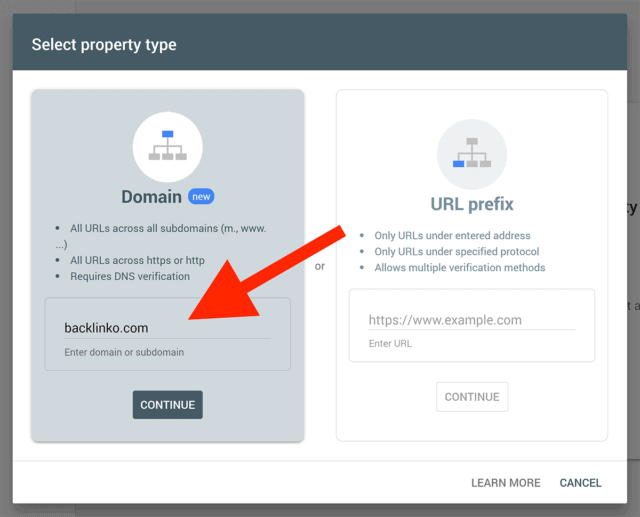 Select property type
Domain new
All URLs across all subdomains (m., www.
...)
All URLs across https or http
Requires DNS verification
backlinko.com
Enter domain or subdomain
CONTINUE
or
URL prefix
Only URLs under entered address
Only URLs under specified protocol
Allows multiple verification methods
https://www.example.com
Enter URL
CONTINUE
LEARN MORE
CANCEL